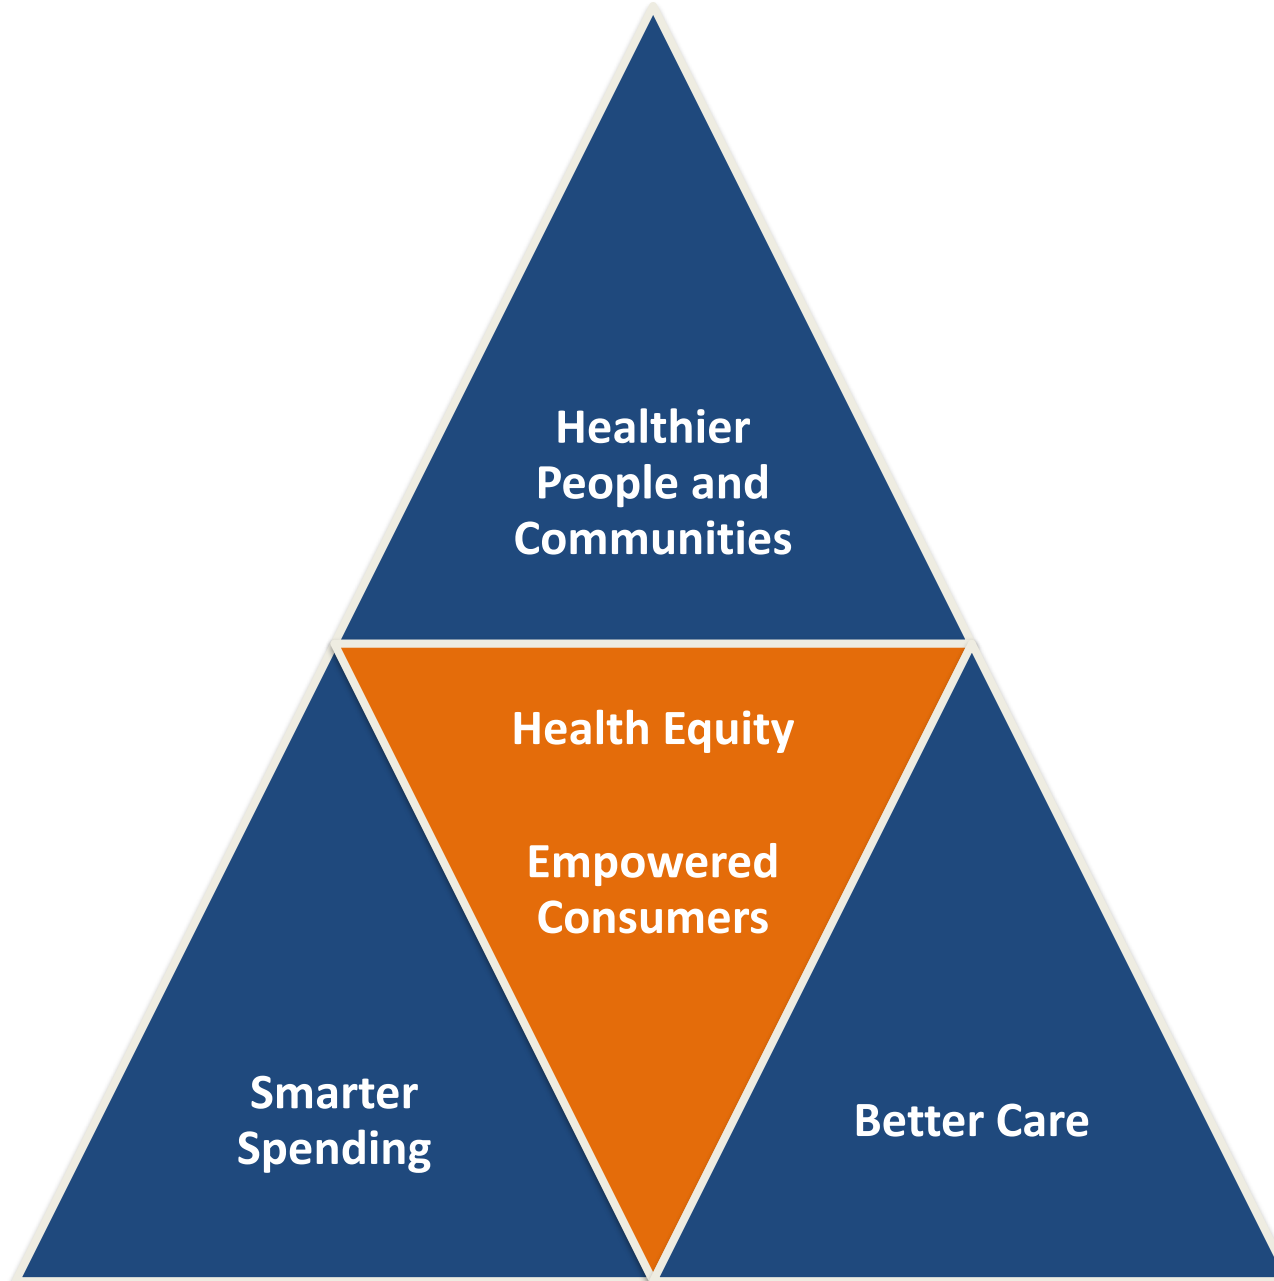 Healthier
People and
Communities
Health Equity
Empowered
Consumers
Smarter
Spending
Better Care